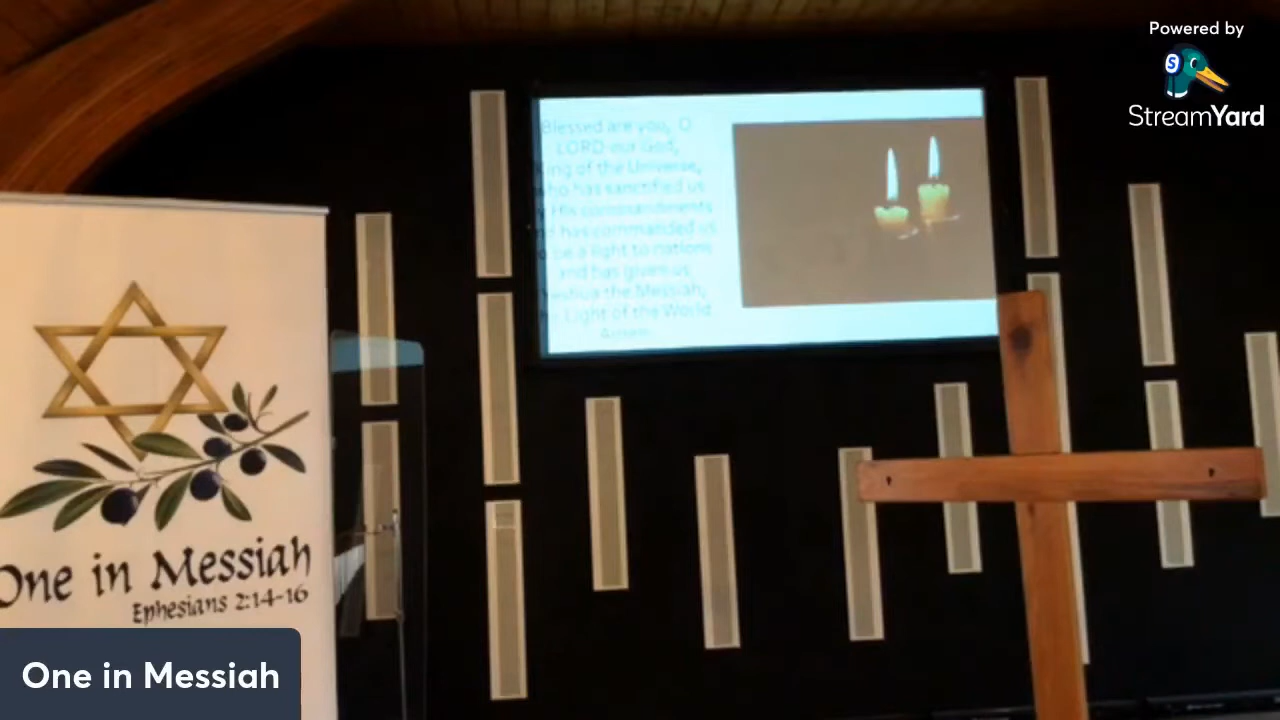 Powered by
StreamYard
Blessed are you, O
LORD our God,
King of the Universe,
who has sanctified us
His commandments
has commanded us
be a light to nations
and has given us
Yeshua the Messiah,
Light of the World
Amen
One in Messiah
Ephesians 2:14-16
One in Messiah